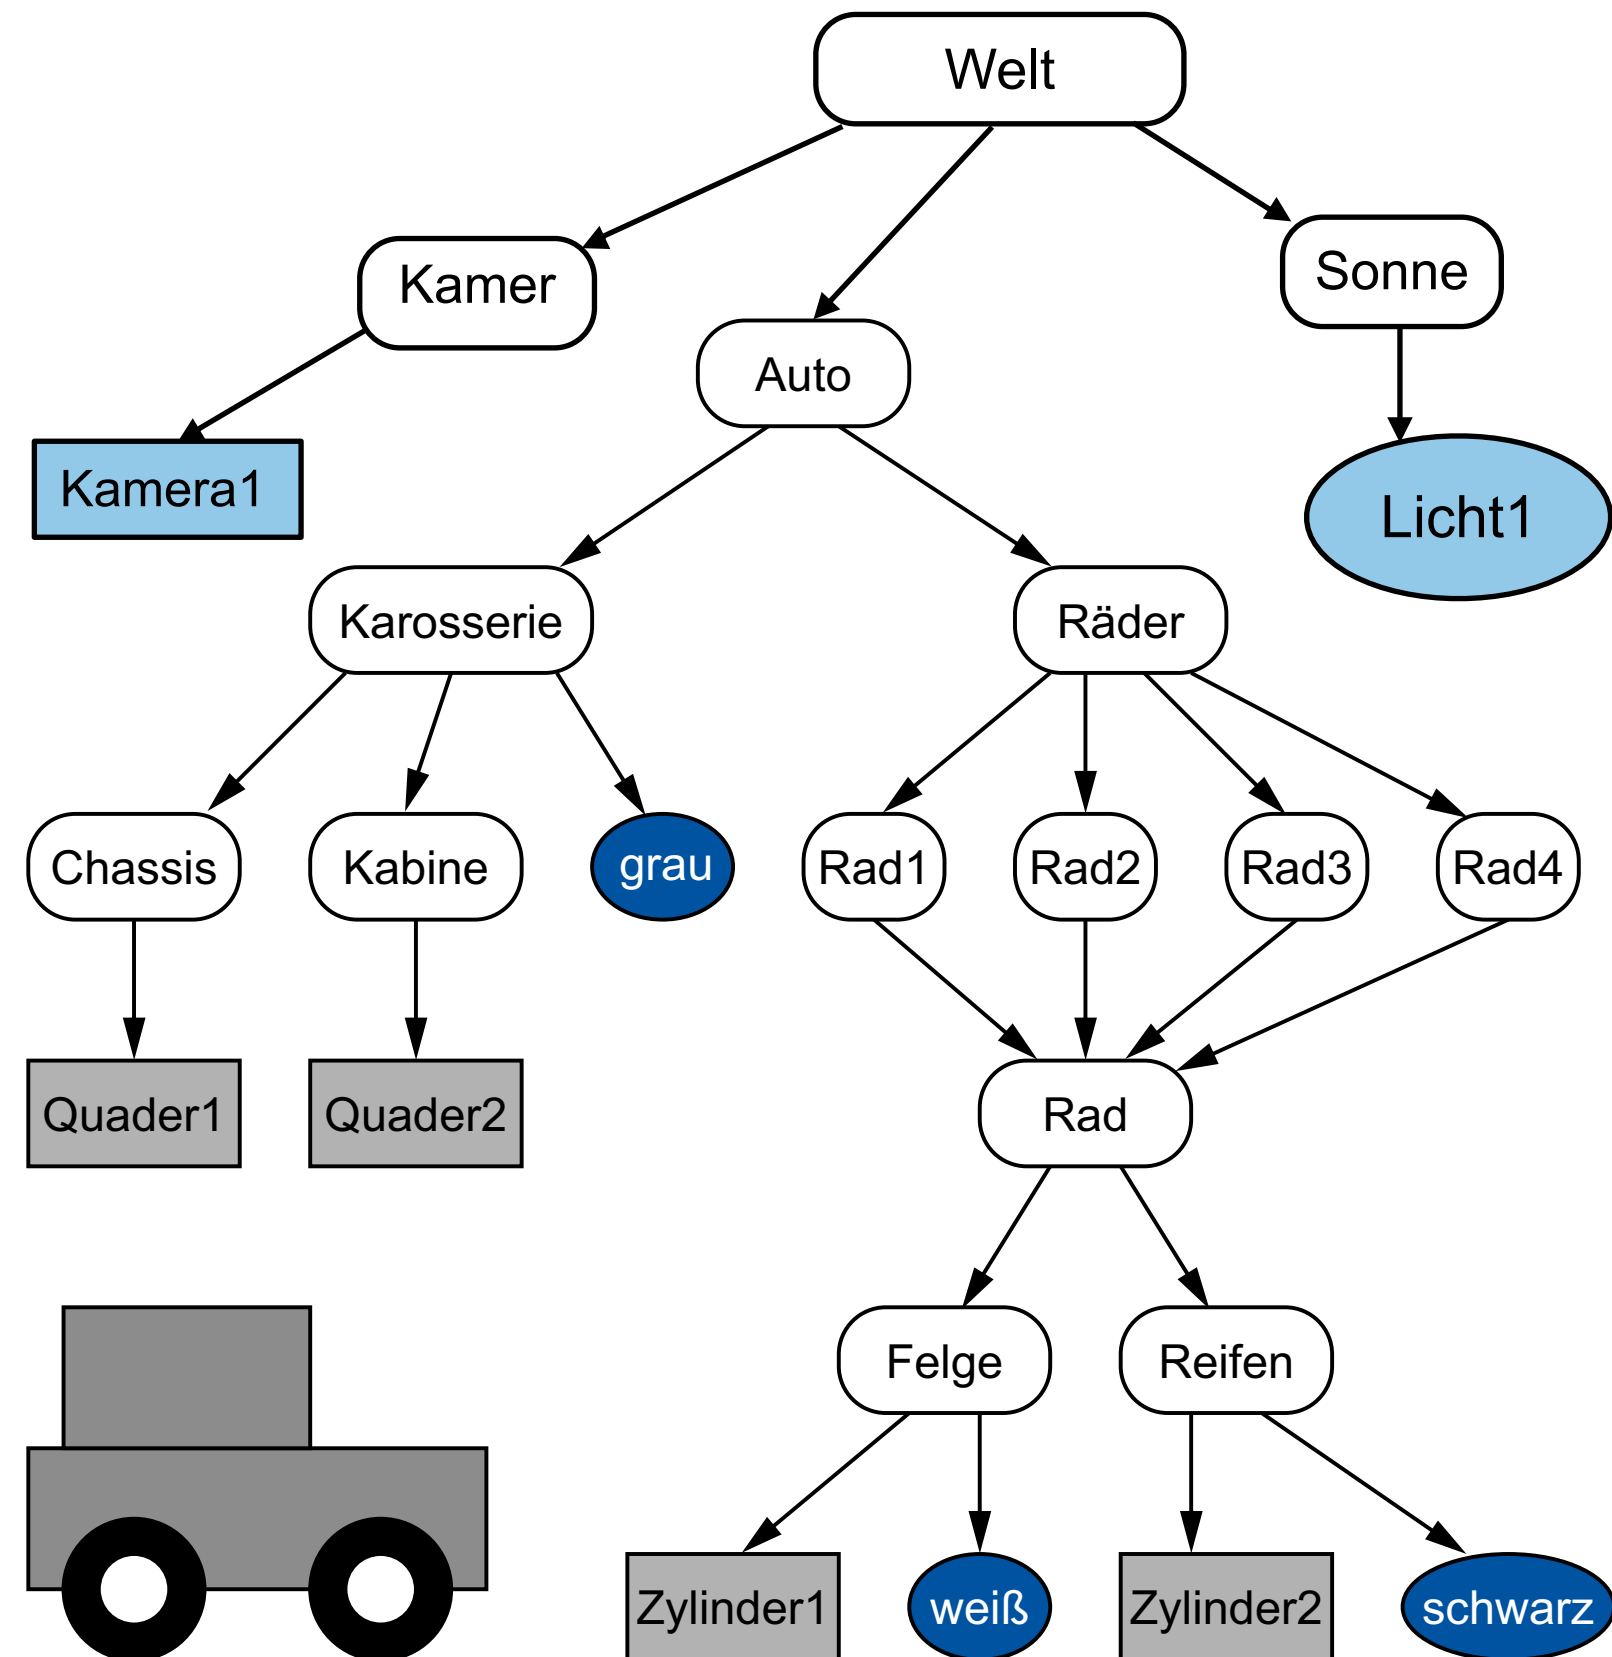 Welt
Kamer
Sonne
Auto
Kamera1
Licht1
Karosserie
Räder
Chassis
Kabine
grau
Rad1
Rad2
Rad3
Rad4
Quader1
Quader2
Rad
Felge
Reifen
Zylinder1
weiß
Zylinder2
schwarz